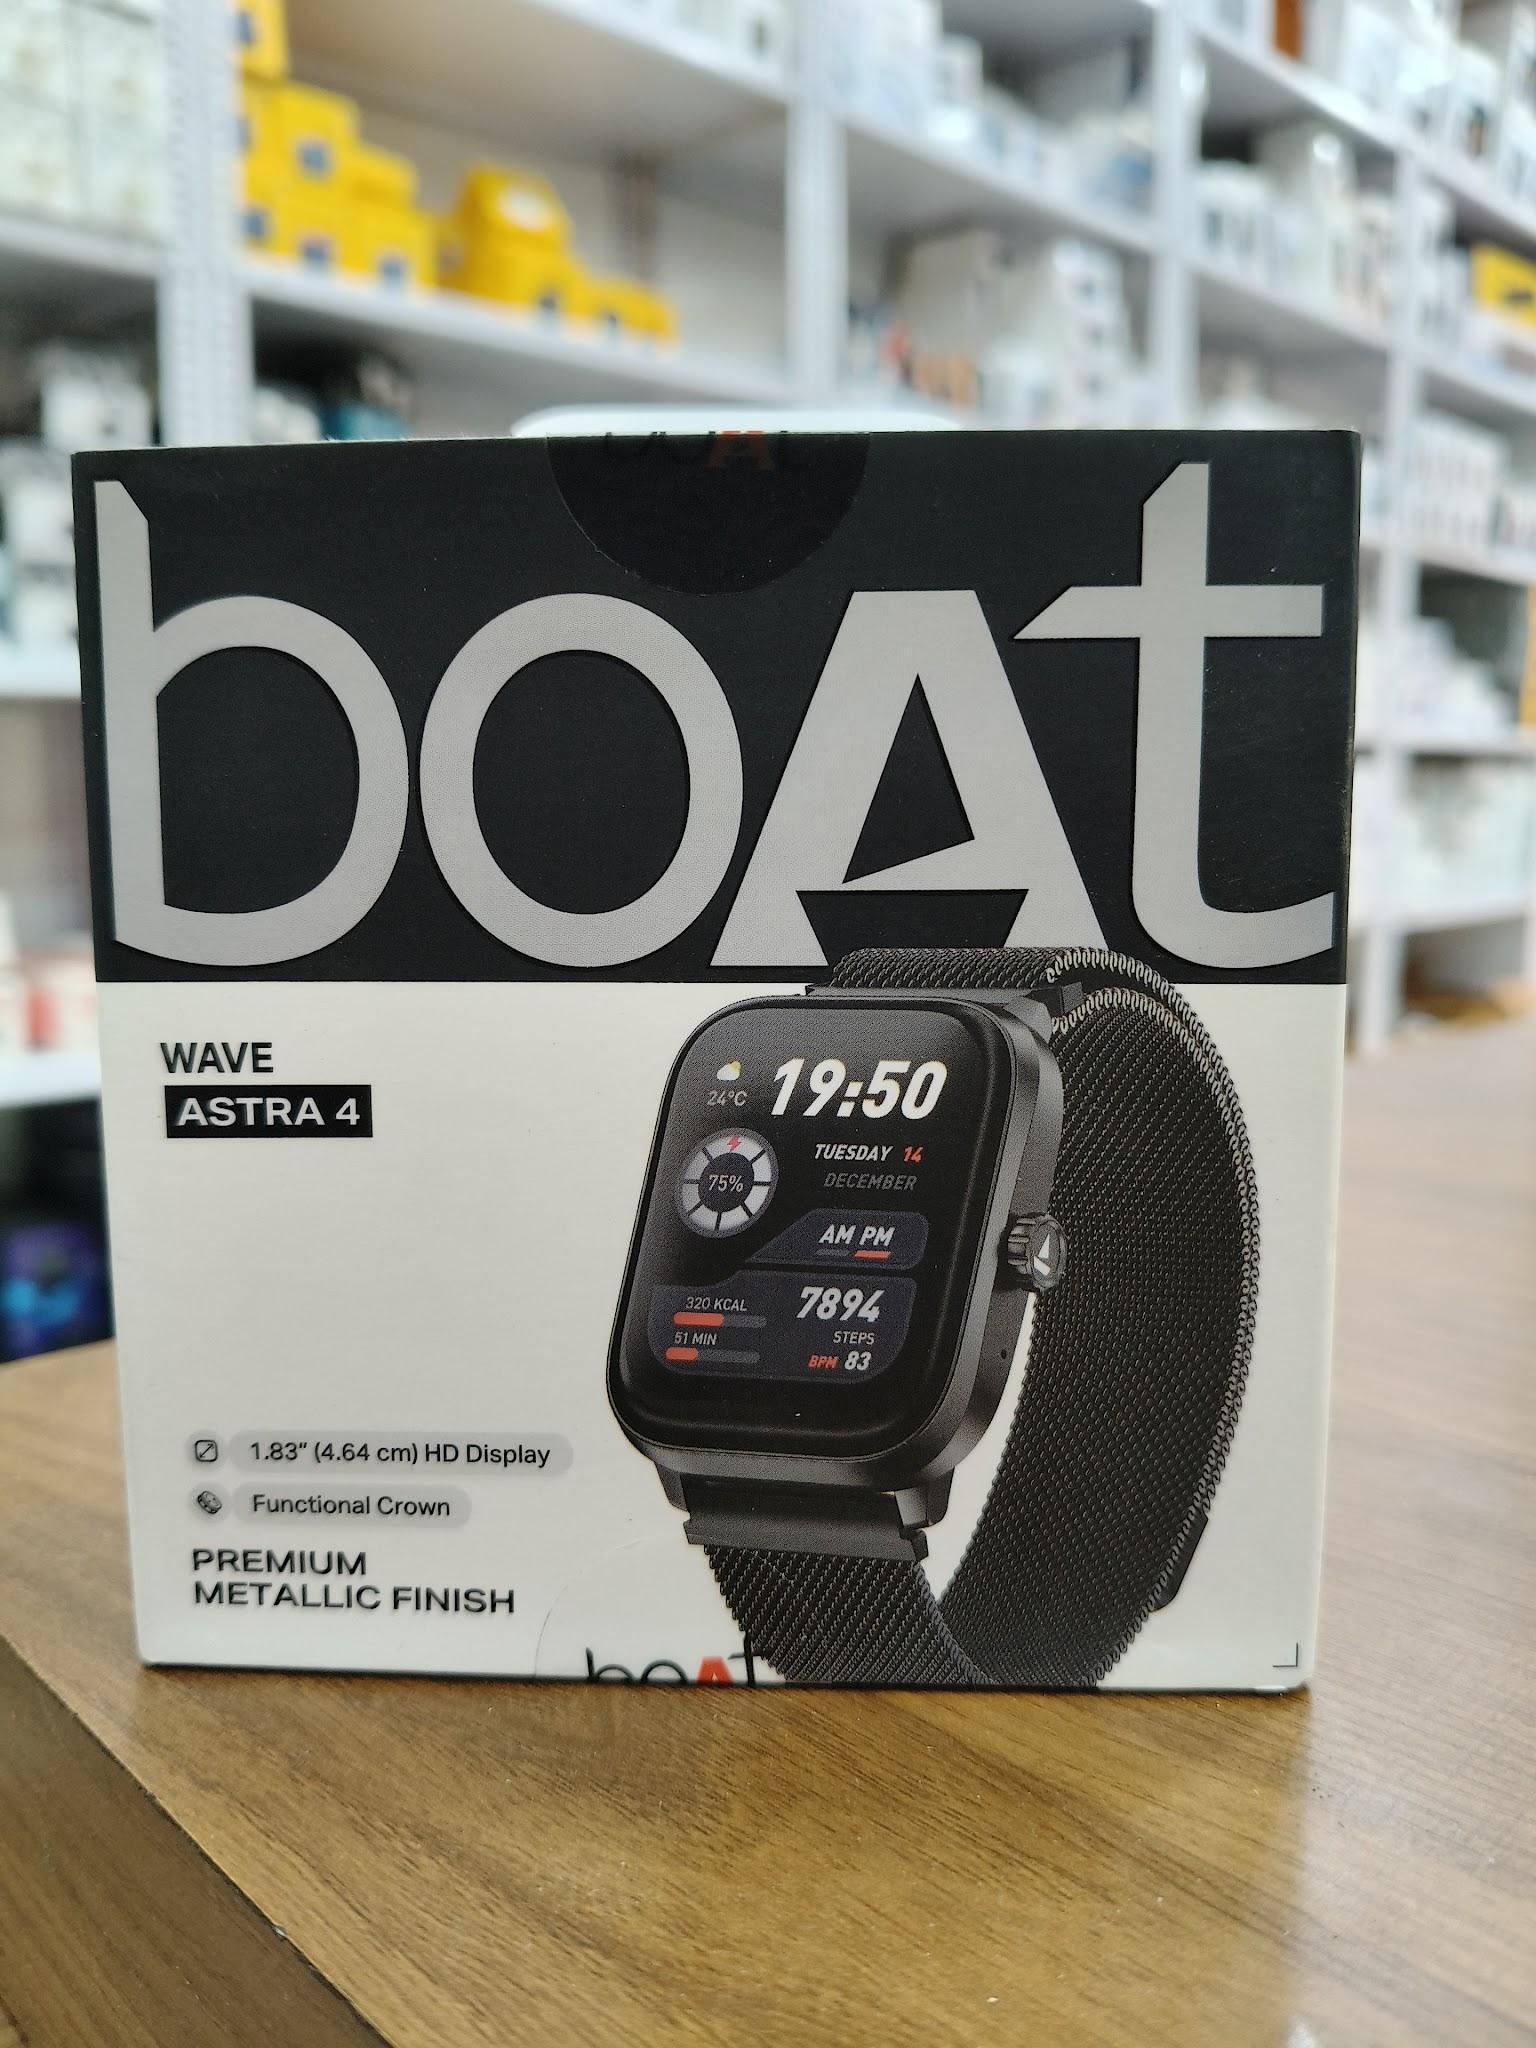 boAt
WAVE
ASTRA 4
24°C
19:50
TUESDAY 14
DECEMBER
75%
AM PM
320 KCAL
7894
51 MIN
STEPS
BPM 83
1.83" (4.64 cm) HD Display
Functional Crown
PREMIUM
METALLIC FINISH
boAt